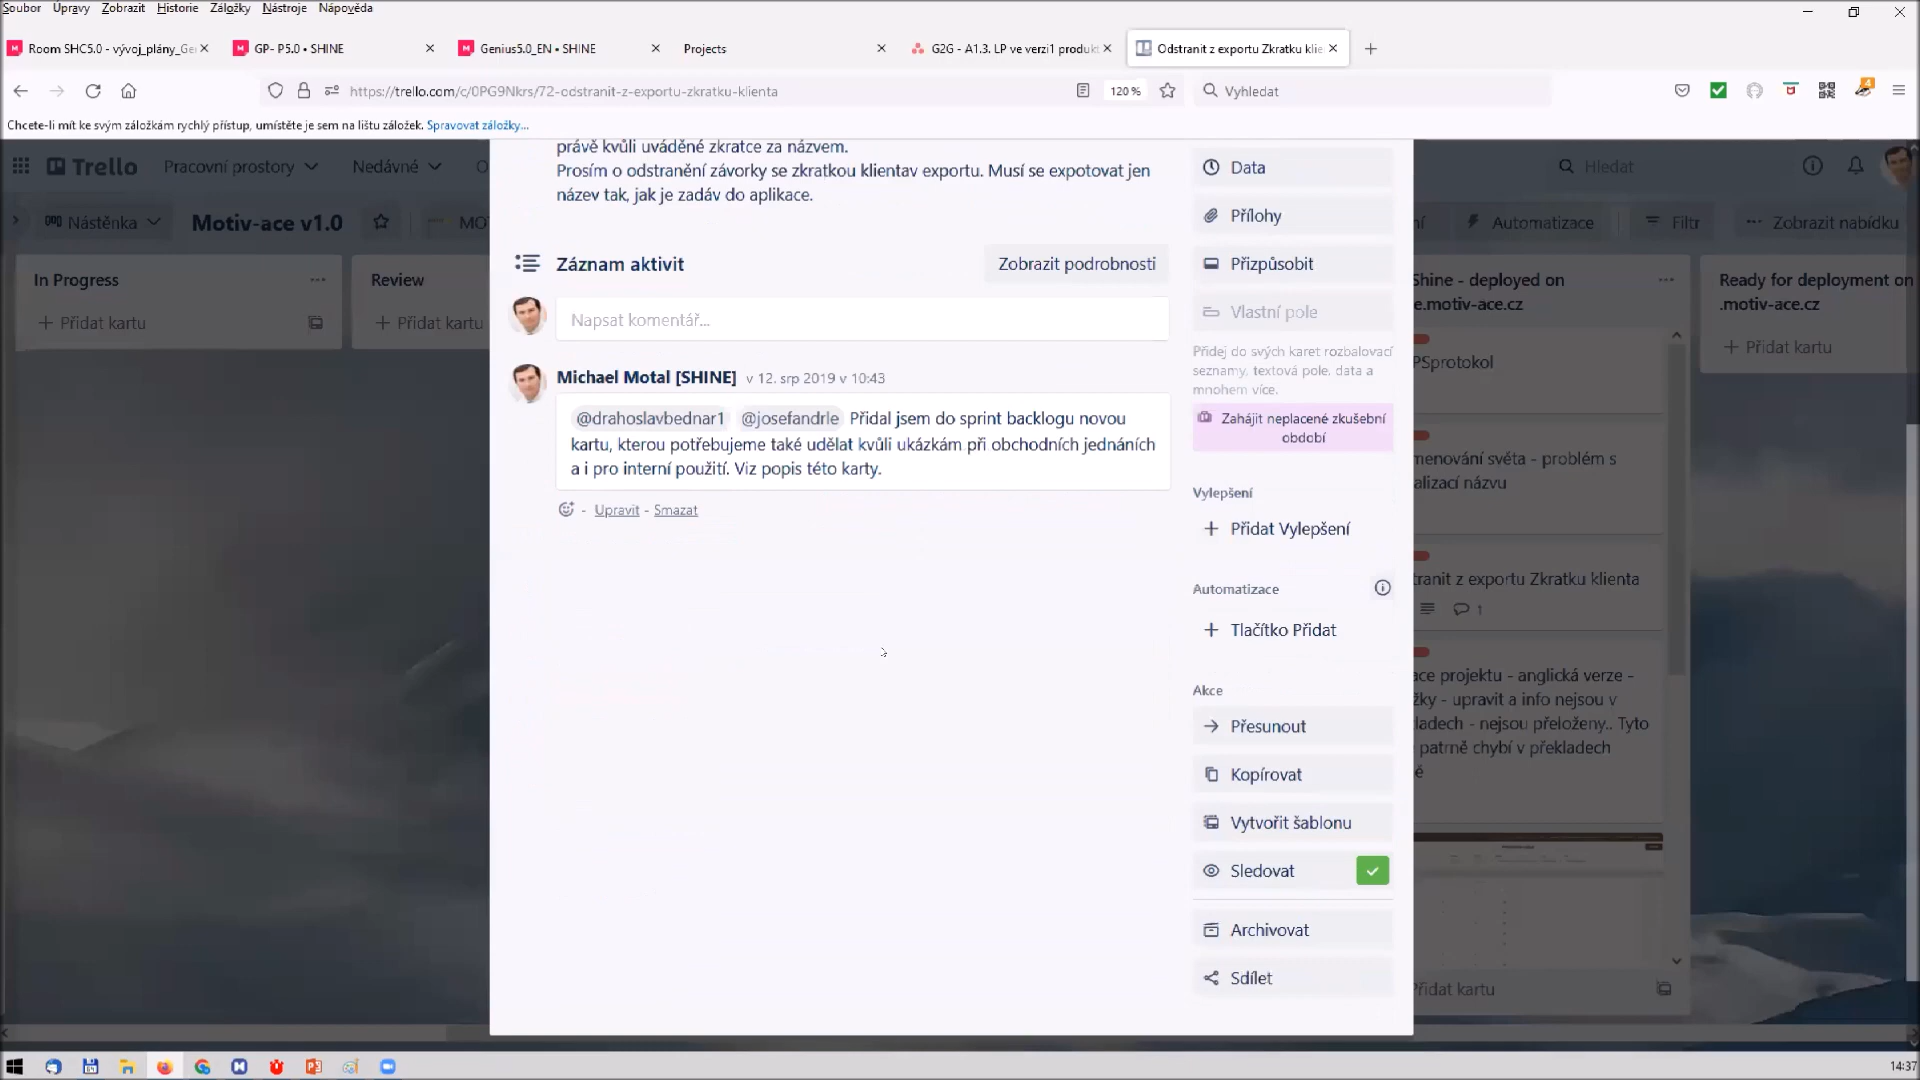 Soubor Úpravy Zobrazit Historie Záložky Nástroje Nápověda
Room SHC5.0 - vývoj_plány_Ge
GP- P5.0 • SHINE
Genius5.0_EN • SHINE
Projects
G2G - A1.3. LP ve verzi1 produkt
Odstranit z exportu Zkratku klie
https://trello.com/c/0PG9Nkrs/72-odstranit-z-exportu-zkratku-klienta
120 %
Vyhledat
4
Chcete-li mít ke svým záložkám rychlý přístup, umístěte je sem na lištu záložek. Spravovat záložky...
Trello
Pracovní prostory
Nedávné
Hledat
Nástěnka
Motiv-ace v1.0
MOT
Automatizace
Filtr
Zobrazit nabídku
In Progress
Přidat kartu
Review
Přidat kartu
právě kvůli uváděné zkratce za názvem.
Prosím o odstranění závorky se zkratkou klientav exportu. Musí se expotovat jen
název tak, jak je zadáv do aplikace.
Záznam aktivit
Zobrazit podrobnosti
Napsat komentář...
Michael Motal [SHINE] v 12. srp 2019 v 10:43
@drahoslavbednar1 @josefandrle Přidal jsem do sprint backlogu novou
kartu, kterou potřebujeme také udělat kvůli ukázkám při obchodních jednáních
a i pro interní použití. Viz popis této karty.
- Upravit - Smazat
Data
Přílohy
Přizpůsobit
Vlastní pole
Přidej do svých karet rozbalovací
seznamy, textová pole, data a
mnohem více.
Zahájit neplacené zkušební
období
Vylepšení
Přidat Vylepšení
Automatizace
Tlačítko Přidat
Akce
Přesunout
Kopírovat
Vytvořit šablonu
Sledovat
Archivovat
Sdílet
Shine - deployed on
e.motiv-ace.cz
PSprotokol
menování světa - problém s
alizací názvu
tranit z exportu Zkratku klienta
1
ace projektu - anglická verze -
žky - upravit a info nejsou v
ladech - nejsou přeloženy.. Tyto
patrně chybí v překladech
é
Přidat kartu
Ready for deployment on
.motiv-ace.cz
Přidat kartu
14:37